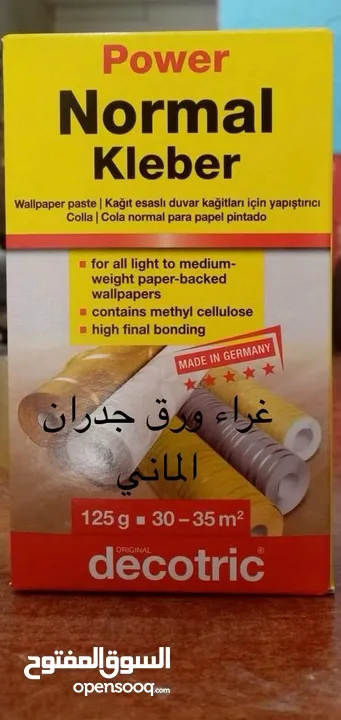 Power
Normal
Kleber
Wallpaper paste | Kağıt esaslı duvar kağıtları için yapıştırıcı
Colla | Cola normal para papel pintado
for all light to medium-
weight paper-backed
wallpapers
contains methyl cellulose
high final bonding
MADE IN GERMANY
غراء ورق جدران
الماني
125 g ■ 30 – 35 m²
ORIGINAL
decotric®
السوق المفتوح
opensooq.com